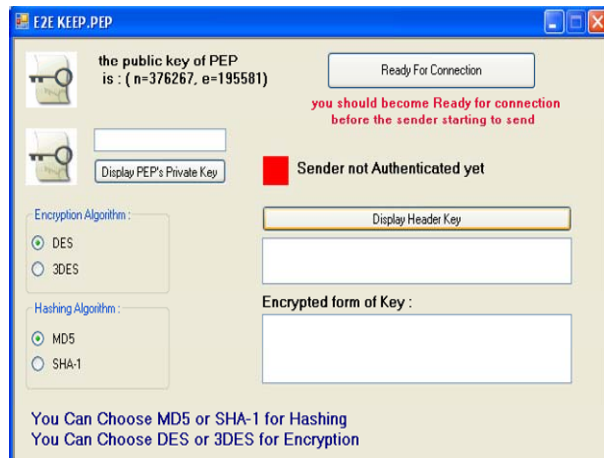 E2E KEEP.PEP
the public key of PEP
is : ( n=376267, e=195581)
Ready For Connection
you should become Ready for connection
before the sender starting to send
Display PEP's Private Key
Sender not Authenticated yet
Encryption Algorithm :
DES
3DES
Display Header Key
Hashing Algorithm :
MD5
SHA-1
Encrypted form of Key :
You Can Choose MD5 or SHA-1 for Hashing
You Can Choose DES or 3DES for Encryption